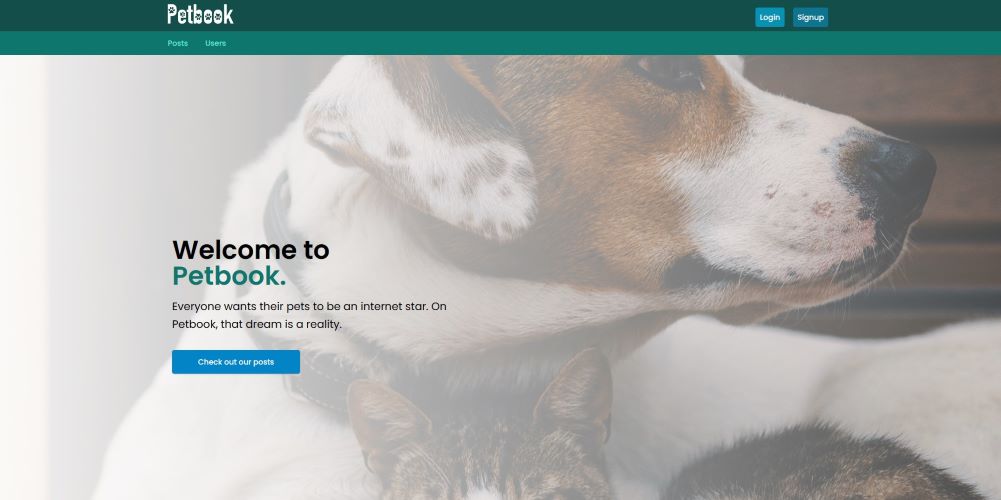 Petbook
Login Signup
Posts Users
Welcome to
Petbook.
Everyone wants their pets to be an internet star. On
Petbook, that dream is a reality.
Check out our posts